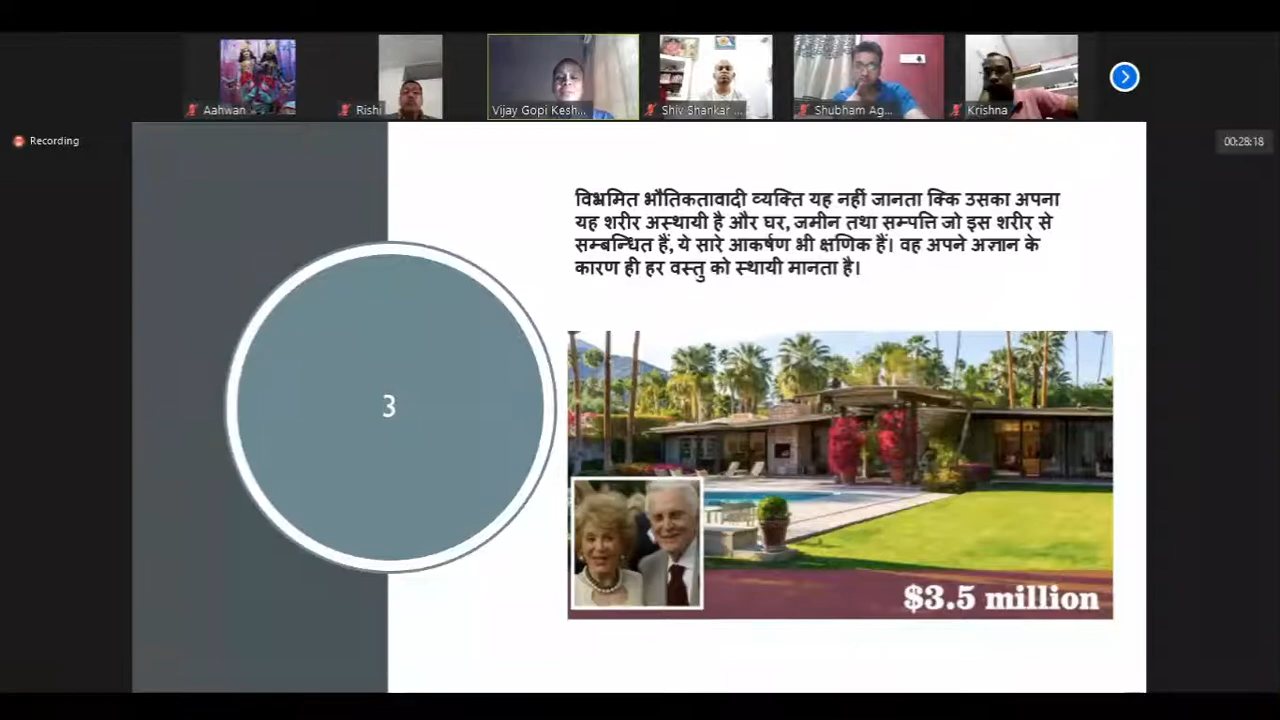 Aahwan
Rishi
Vijay Gopi Kesh...
Shiv Shankar ...
Shubham Ag...
Krishna
Recording
00:28:18
विभ्रमित भौतिकतावादी व्यक्ति यह नहीं जानता क्कि उसका अपना
यह शरीर अस्थायी है और घर, जमीन तथा सम्पत्ति जो इस शरीर से
सम्बन्धित हैं, ये सारे आकर्षण भी क्षणिक हैं। वह अपने अज्ञान के
कारण ही हर वस्तु को स्थायी मानता है।
3
$3.5 million